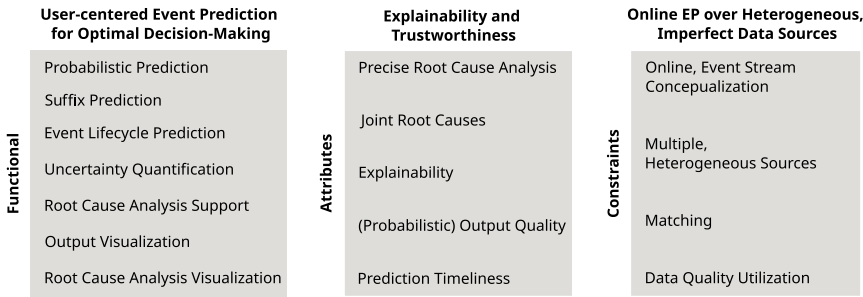 User-centered Event Prediction
for Optimal Decision-Making
Functional
Probabilistic Prediction
Suffix Prediction
Event Lifecycle Prediction
Uncertainty Quantification
Root Cause Analysis Support
Output Visualization
Root Cause Analysis Visualization
Explainability and
Trustworthiness
Attributes
Precise Root Cause Analysis
Joint Root Causes
Explainability
(Probabilistic) Output Quality
Prediction Timeliness
Online EP over Heterogeneous,
Imperfect Data Sources
Constraints
Online, Event Stream
Concepualization
Multiple,
Heterogeneous Sources
Matching
Data Quality Utilization